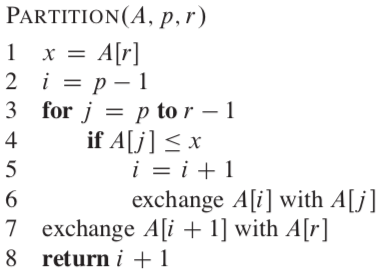 PARTITION(A, p, r)
1 x = A[r]
2 i = p − 1
3 for j = p to r − 1
4 if A[j] ≤ x
5 i = i + 1
6 exchange A[i] with A[j]
7 exchange A[i + 1] with A[r]
8 return i + 1